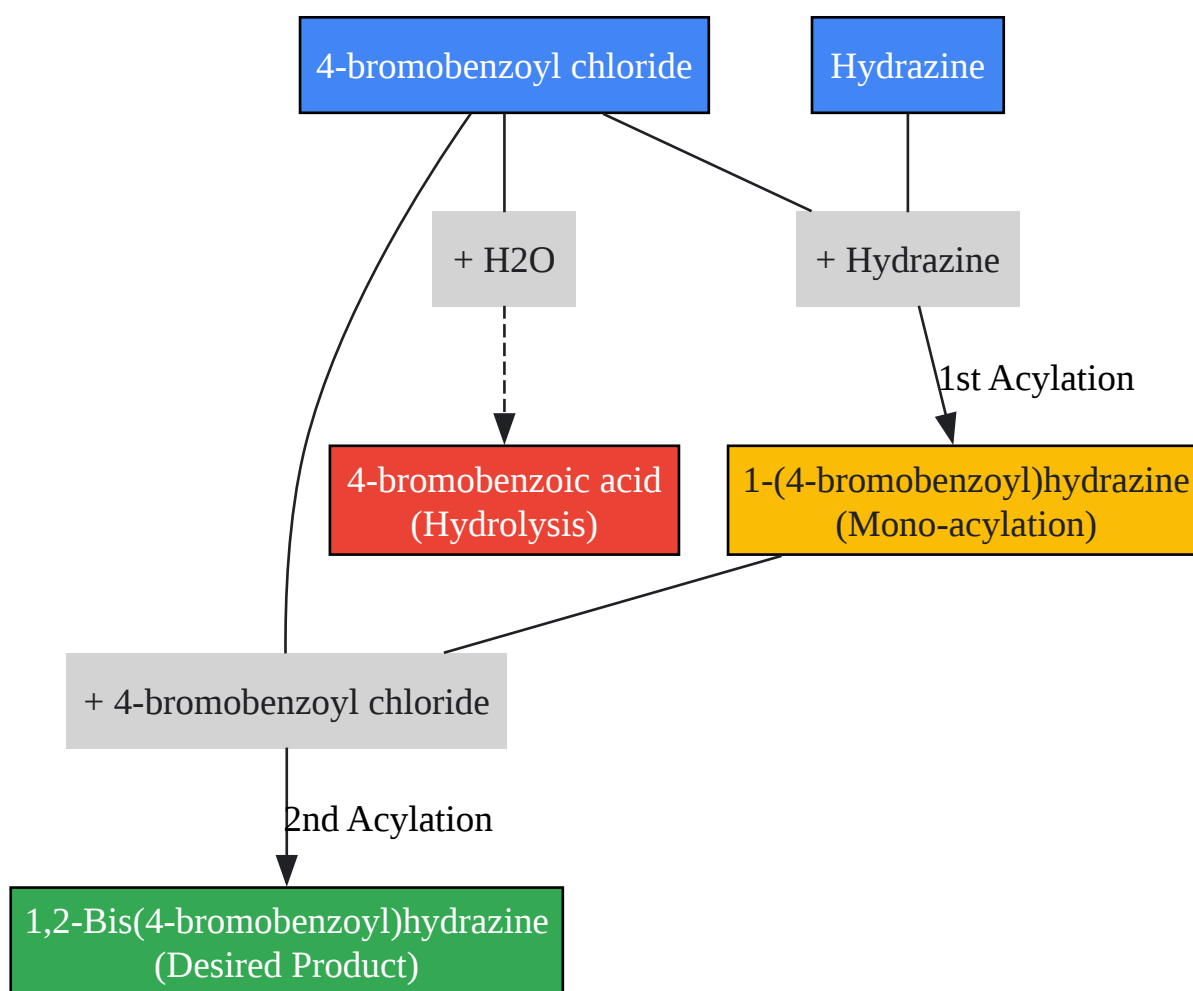 4-bromobenzoyl chloride
Hydrazine
+ H2O
+ Hydrazine
1st Acylation
4-bromobenzoic acid
(Hydrolysis)
1-(4-bromobenzoyl)hydrazine
(Mono-acylation)
+ 4-bromobenzoyl chloride
2nd Acylation
1,2-Bis(4-bromobenzoyl)hydrazine
(Desired Product)